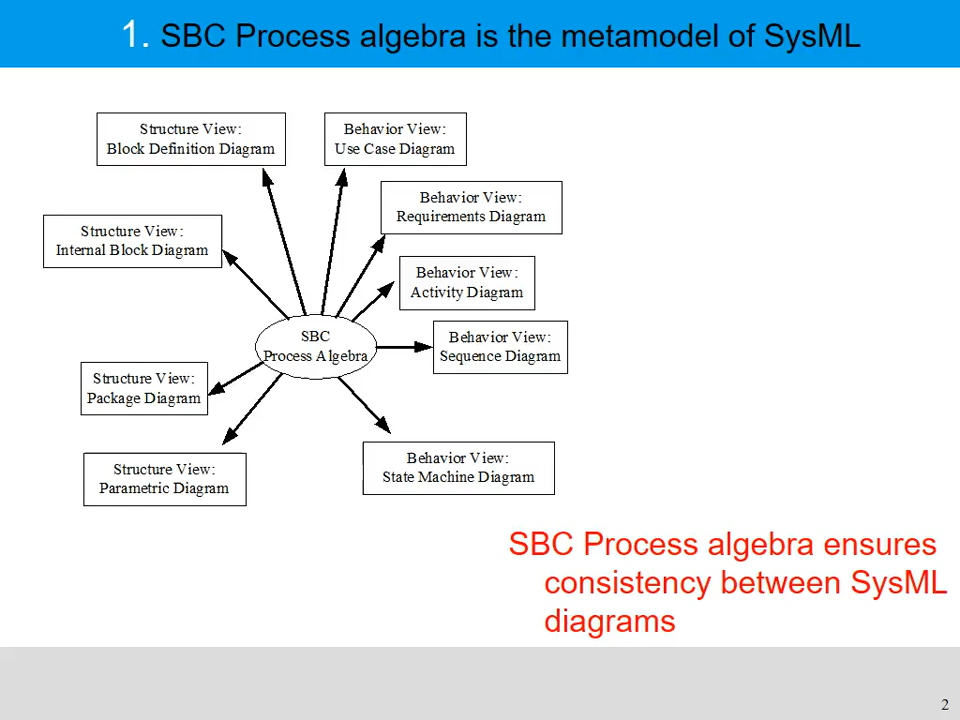 1. SBC Process algebra is the metamodel of SysML
Structure View:
Block Definition Diagram
Behavior View:
Use Case Diagram
Behavior View:
Requirements Diagram
Structure View:
Internal Block Diagram
Behavior View:
Activity Diagram
SBC
Process Algebra
Behavior View:
Sequence Diagram
Structure View:
Package Diagram
Behavior View:
State Machine Diagram
Structure View:
Parametric Diagram
SBC Process algebra ensures
consistency between SysML
diagrams
2